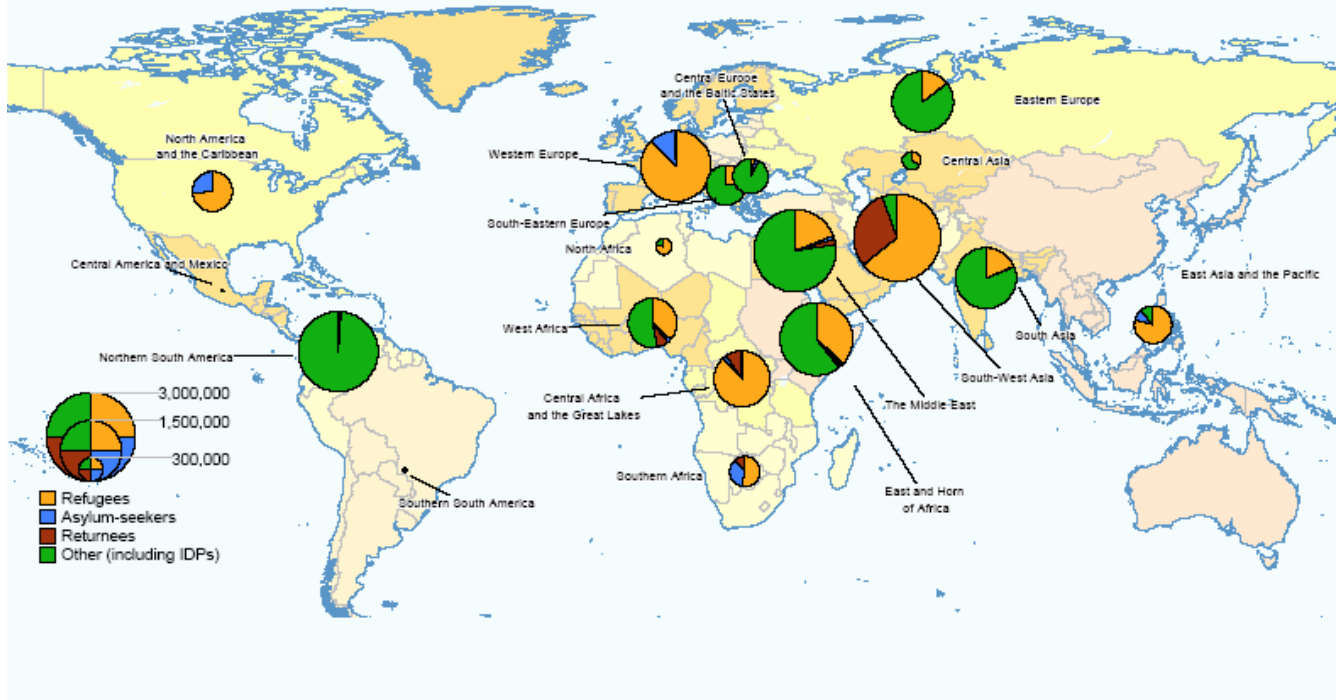 Central Europe
and the Baltic States
Eastern Europe
North America
and the Caribbean
Western Europe
Central Asia
South-Eastern Europe
North Africa
Central America and Mexico
East Asia and the Pacific
West Africa
South Asia
Northern South America
South-West Asia
3,000,000
Central Africa
and the Great Lakes
The Middle East
1,500,000
300,000
Southern Africa
East and Horn
of Africa
Southern South America
Refugees
Asylum-seekers
Returnees
Other (including IDPs)